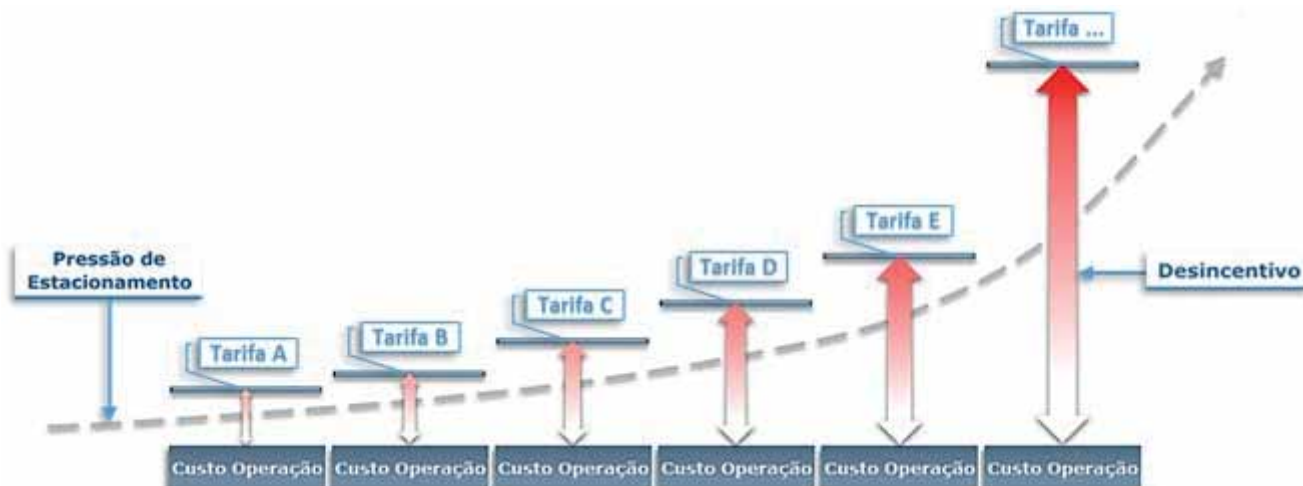 Tarifa ...
Tarifa E
Tarifa D
Tarifa C
Tarifa B
Tarifa A
Pressão de
Estacionamento
Desincentivo
Custo Operação
Custo Operação
Custo Operação
Custo Operação
Custo Operação
Custo Operação